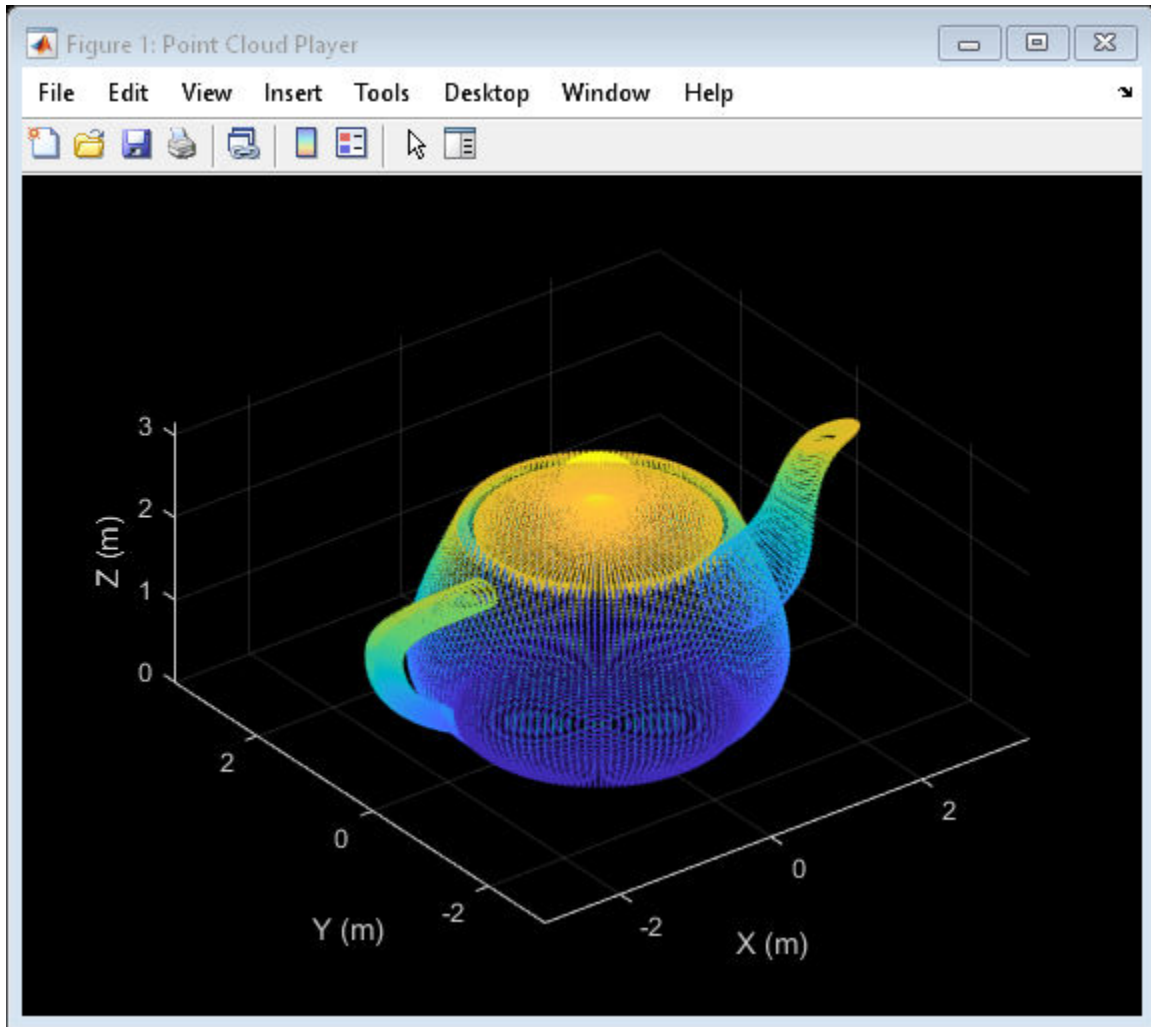 Figure 1: Point Cloud Player
File Edit View Insert Tools Desktop Window Help
3
2
1
0
Z (m)
2
0
-2
Y (m)
-2
0
2
X (m)